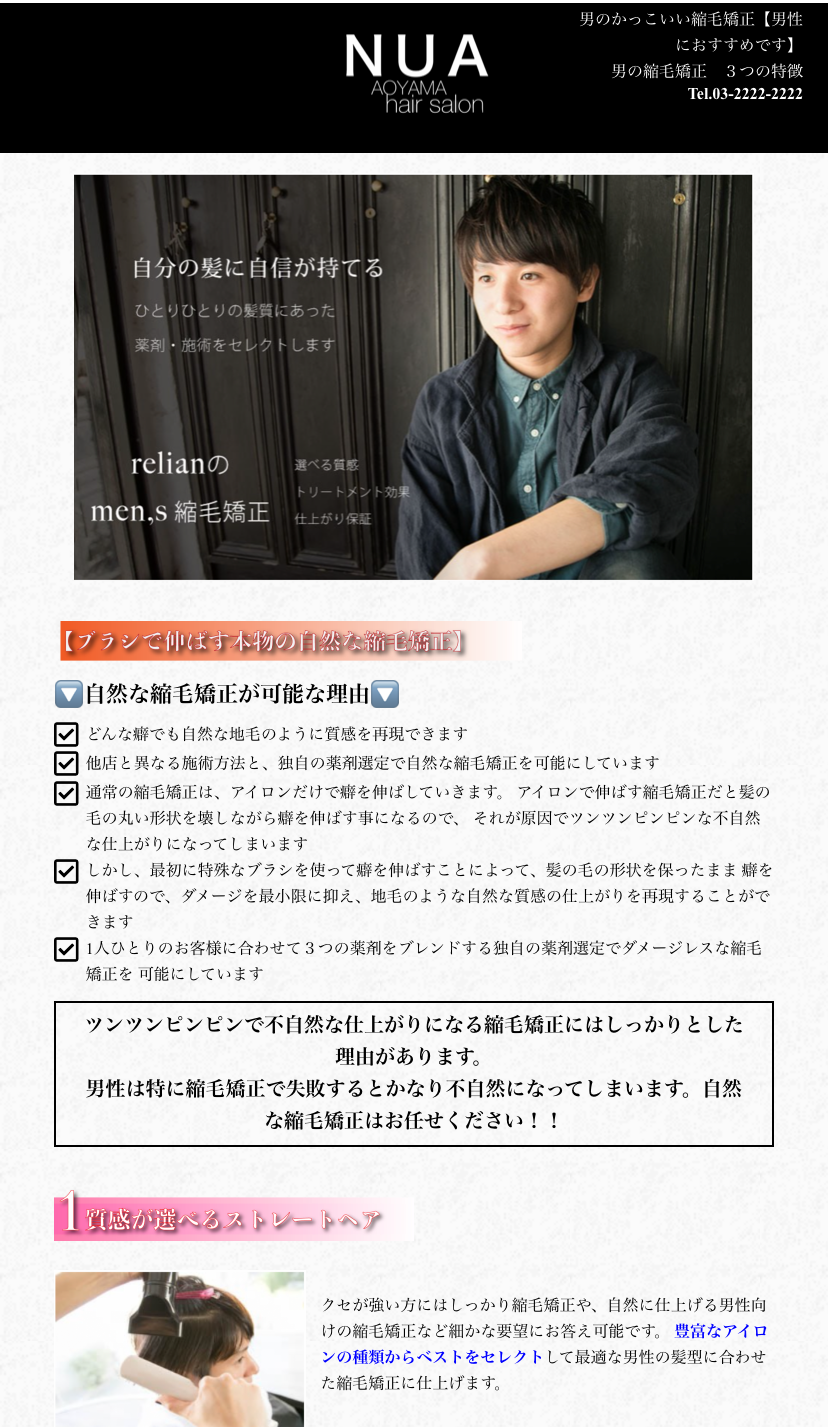 NUA
AOYAMA
hair salon
男のかっこいい縮毛矯正【男性
におすすめです】
男の縮毛矯正　３つの特徴
Tel.03-2222-2222
自分の髪に自信が持てる
ひとりひとりの髪質にあった
薬剤・施術をセレクトします
relianの
men,s 縮毛矯正
選べる質感
トリートメント効果
仕上がり保証
【ブラシで伸ばす本物の自然な縮毛矯正】
🔽自然な縮毛矯正が可能な理由🔽
どんな癖でも自然な地毛のように質感を再現できます
他店と異なる施術方法と、独自の薬剤選定で自然な縮毛矯正を可能にしています
通常の縮毛矯正は、アイロンだけで癖を伸ばしていきます。 アイロンで伸ばす縮毛矯正だと髪の
毛の丸い形状を壊しながら癖を伸ばす事になるので、 それが原因でツンツンピンピンな不自然
な仕上がりになってしまいます
しかし、最初に特殊なブラシを使って癖を伸ばすことによって、髪の毛の形状を保ったまま 癖を
伸ばすので、ダメージを最小限に抑え、地毛のような自然な質感の仕上がりを再現することがで
きます
1人ひとりのお客様に合わせて３つの薬剤をブレンドする独自の薬剤選定でダメージレスな縮毛
矯正を 可能にしています
ツンツンピンピンで不自然な仕上がりになる縮毛矯正にはしっかりとした
理由があります。
男性は特に縮毛矯正で失敗するとかなり不自然になってしまいます。自然
な縮毛矯正はお任せください！！
1 質感が選べるストレートヘア
クセが強い方にはしっかり縮毛矯正や、自然に仕上げる男性向
けの縮毛矯正など細かな要望にお答え可能です。 豊富なアイロ
ンの種類からベストをセレクトして最適な男性の髪型に合わせ
た縮毛矯正に仕上げます。